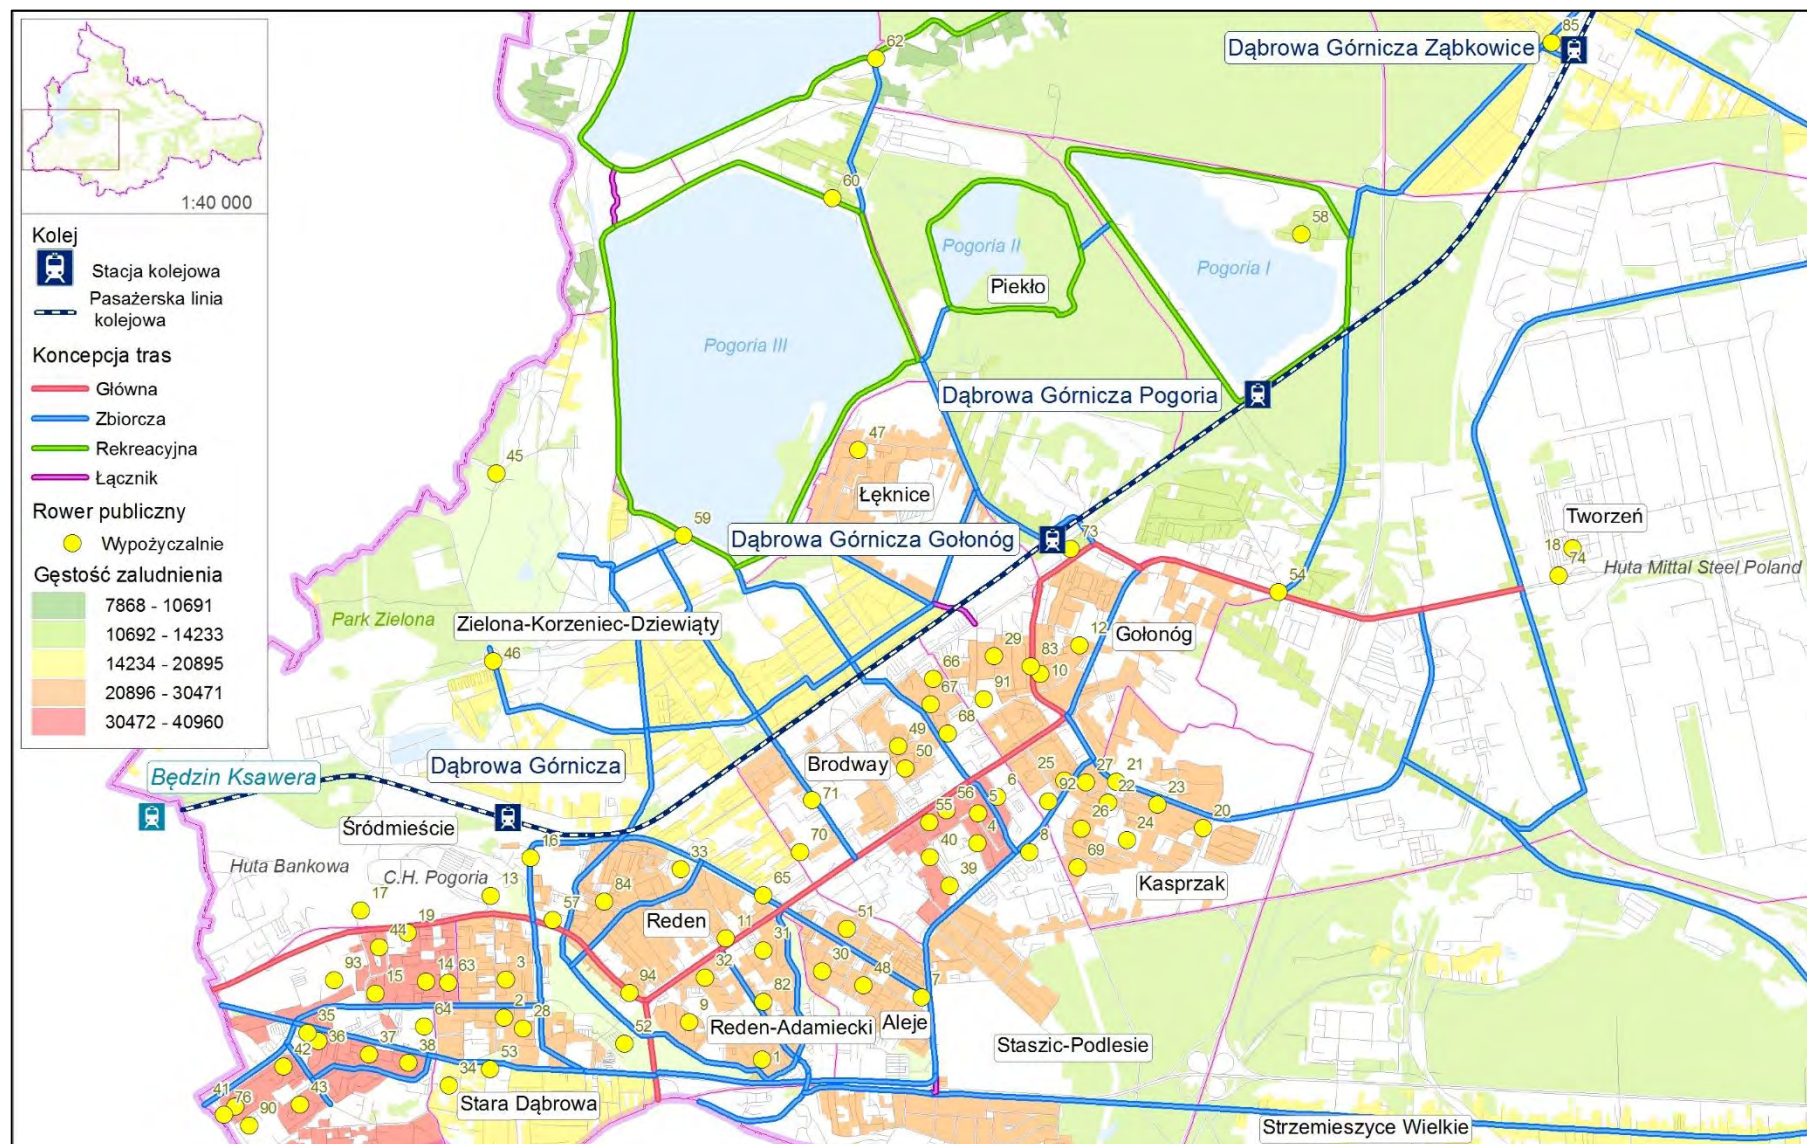 1:40 000
Kolej
Stacja kolejowa
Pasażerska linia
kolejowa
Koncepcja tras
Główna
Zbiorcza
Rekreacyjna
Łącznik
Rower publiczny
Wypożyczalnie
Gęstość zaludnienia
7868 - 10691
10692 - 14233
14234 - 20895
20896 - 30471
30472 - 40960
85
Dąbrowa Górnicza Ząbkowice
62
60
58
Pogoria II
Pogoria I
Piekło
Pogoria III
Dąbrowa Górnicza Pogoria
47
45
Łęknice
59
Dąbrowa Górnicza Gołonóg
73
Tworzeń
18
74
Huta Mittal Steel Poland
54
Park Zielona
Zielona-Korzeniec-Dziewiąty
46
29
12
Gołonóg
83
10
66
67
91
68
49
50
Brodway
Będzin Ksawera
Dąbrowa Górnicza
25
27
21
92
22
23
20
26
24
6
56
5
55
4
71
Śródmieście
70
40
8
39
69
Kasprzak
Huta Bankowa
C.H. Pogoria
16
33
13
84
65
17
57
19
44
Reden
11
31
51
93
15
14
63
3
94
32
30
48
7
2
28
64
9
82
35
36
37
38
52
Reden-Adamiecki
Aleje
Staszic-Podlesie
42
53
1
34
41
76
43
90
Stara Dąbrowa
Strzemieszyce Wielkie